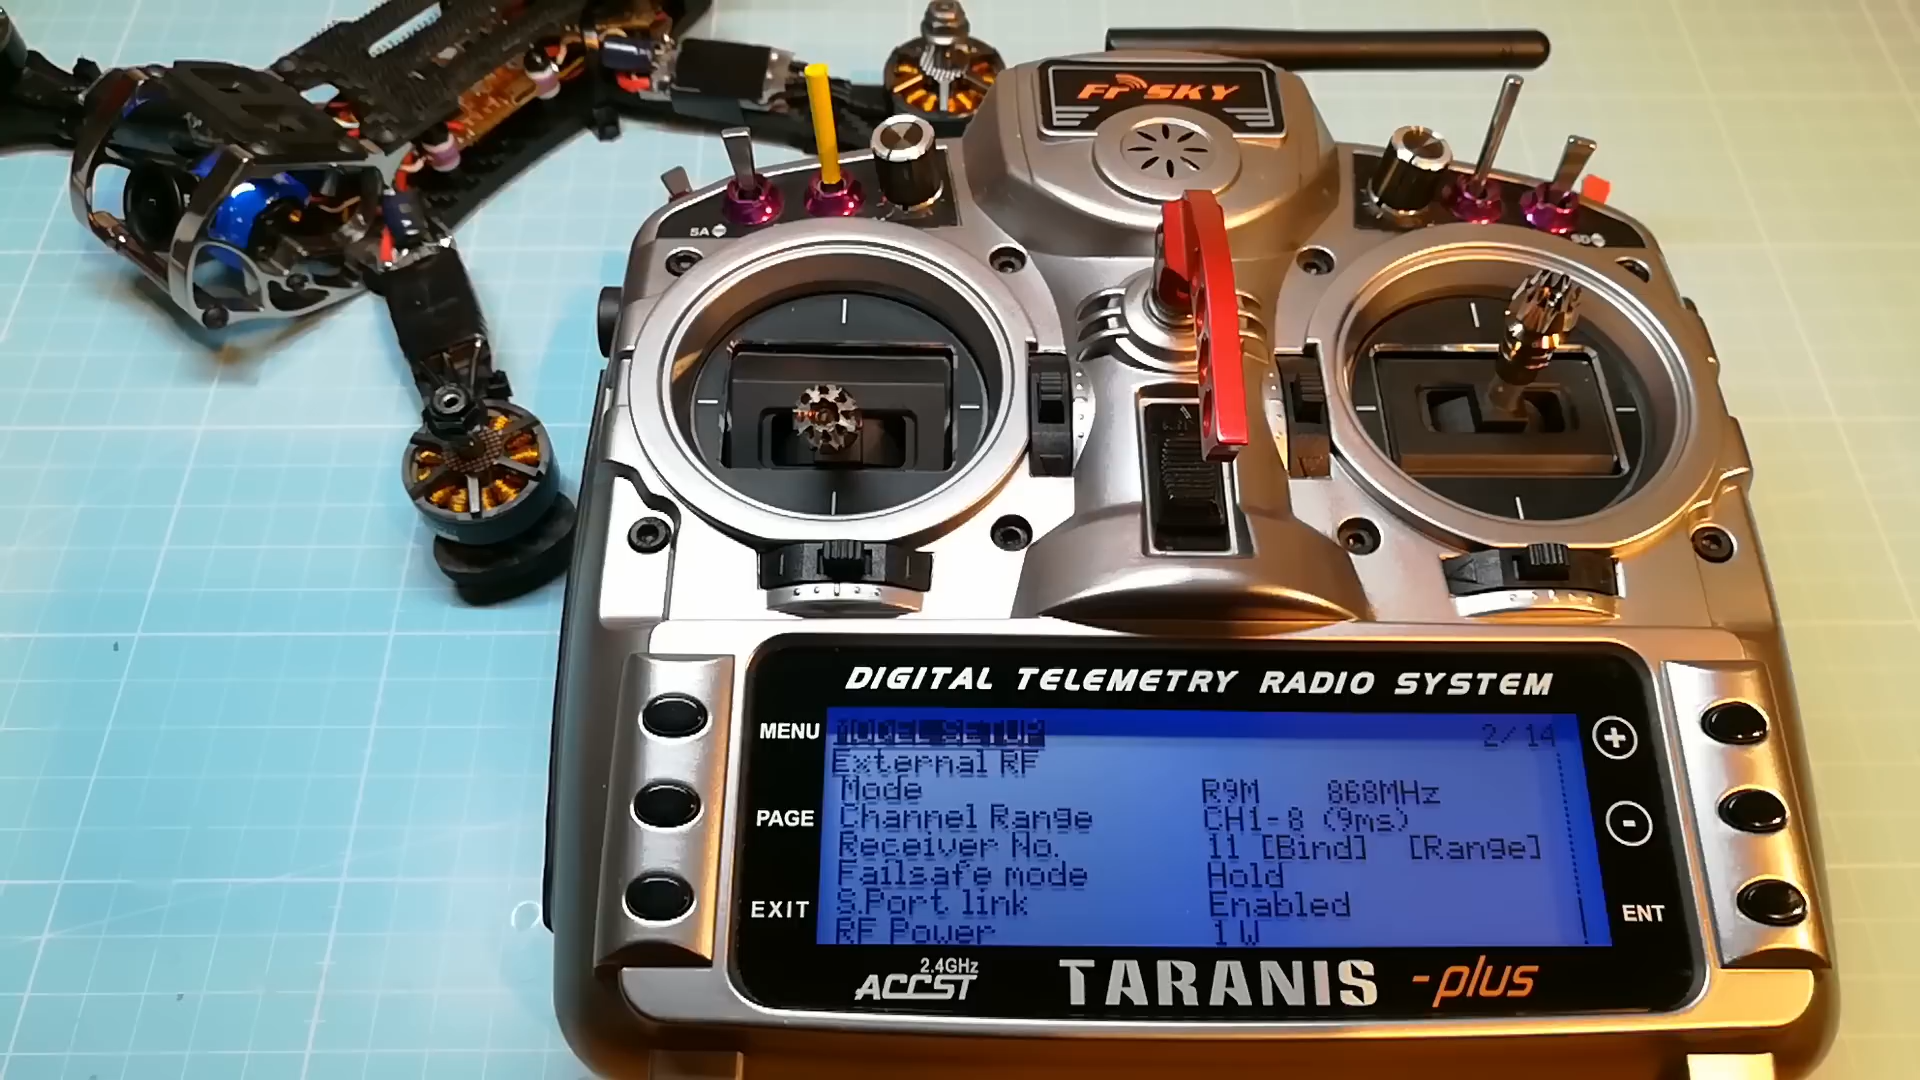 FrSKY
SA
SD
DIGITAL TELEMETRY RADIO SYSTEM
MENU
PAGE
EXIT
MODEL SETUP 2/14
External RF
Mode R9M 868MHz
Channel Range CH1-8 (9ms)
Receiver No. 11 [Bind] [Range]
Failsafe mode Hold
S.Port link Enabled
RF Power 1 W
+
-
ENT
2.4GHz
ACCST
TARANIS -plus